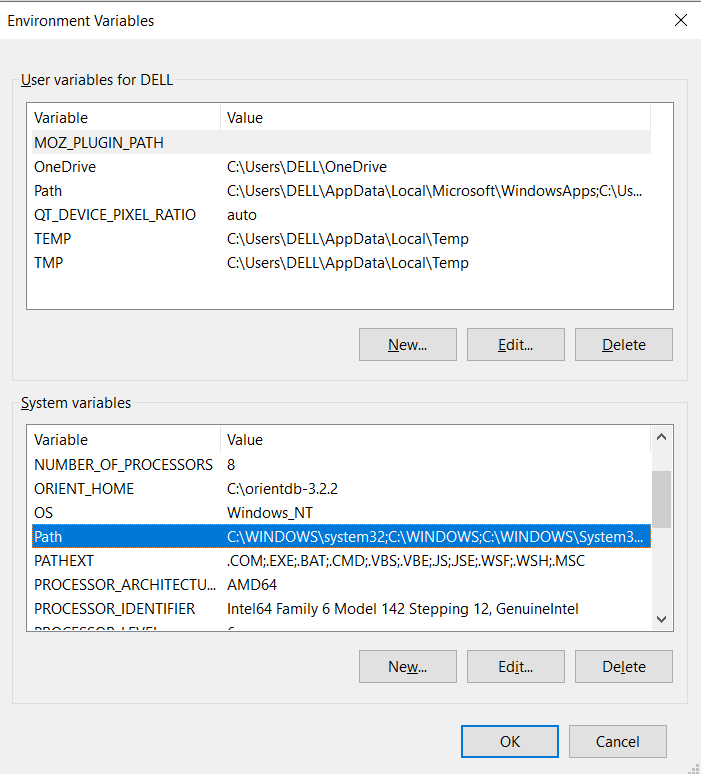 Environment Variables
User variables for DELL
Variable Value
MOZ_PLUGIN_PATH
OneDrive C:\Users\DELL\OneDrive
Path C:\Users\DELL\AppData\Local\Microsoft\WindowsApps;C:\Us...
QT_DEVICE_PIXEL_RATIO auto
TEMP C:\Users\DELL\AppData\Local\Temp
TMP C:\Users\DELL\AppData\Local\Temp
New... Edit... Delete
System variables
Variable Value
NUMBER_OF_PROCESSORS 8
ORIENT_HOME C:\orientdb-3.2.2
OS Windows_NT
Path C:\WINDOWS\system32;C:\WINDOWS;C:\WINDOWS\System3...
PATHEXT .COM;.EXE;.BAT;.CMD;.VBS;.VBE;.JS;.JSE;.WSF;.WSH;.MSC
PROCESSOR_ARCHITECTU... AMD64
PROCESSOR_IDENTIFIER Intel64 Family 6 Model 142 Stepping 12, GenuineIntel
PROCESSOR_LEVEL 6
New... Edit... Delete
OK Cancel